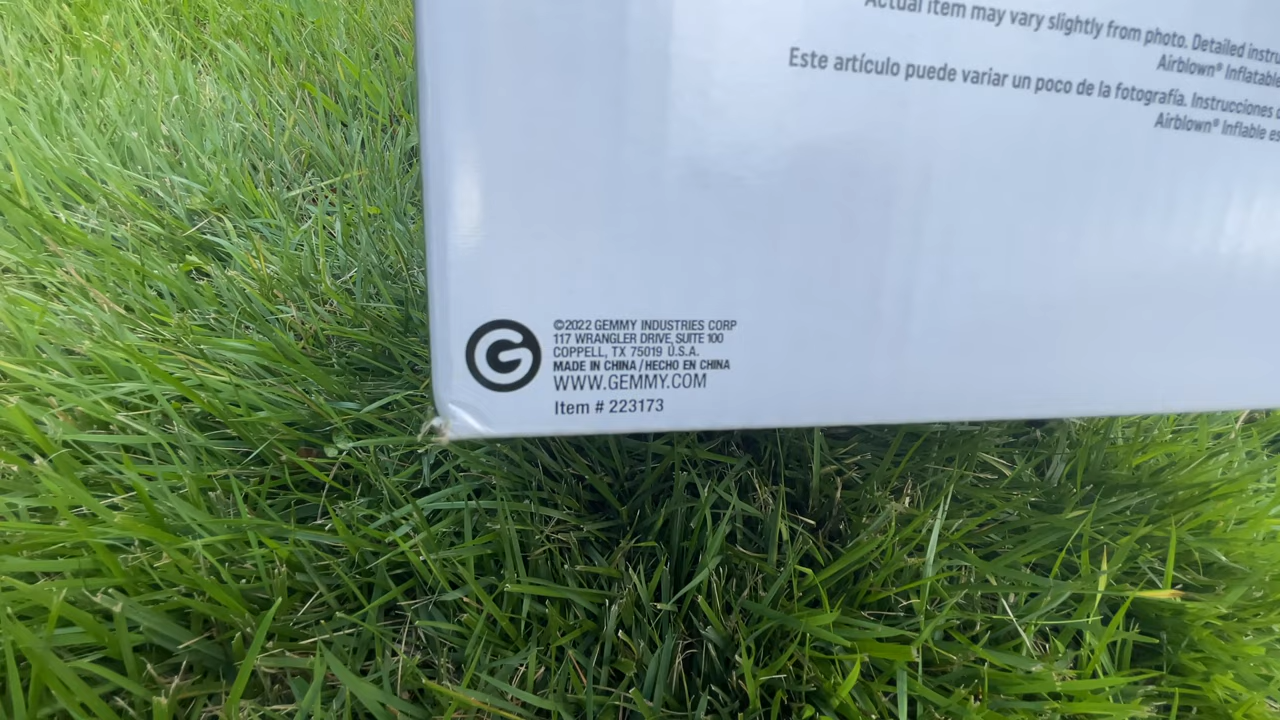 Actual item may vary slightly from photo. Detailed
Airblown® Inflatable
Este artículo puede variar un poco de la fotografía. Instrucciones
Airblown® Inflable
©2022 GEMMY INDUSTRIES CORP
117 WRANGLER DRIVE, SUITE 100
COPPELL, TX 75019 U.S.A.
MADE IN CHINA / HECHO EN CHINA
WWW.GEMMY.COM
Item # 223173